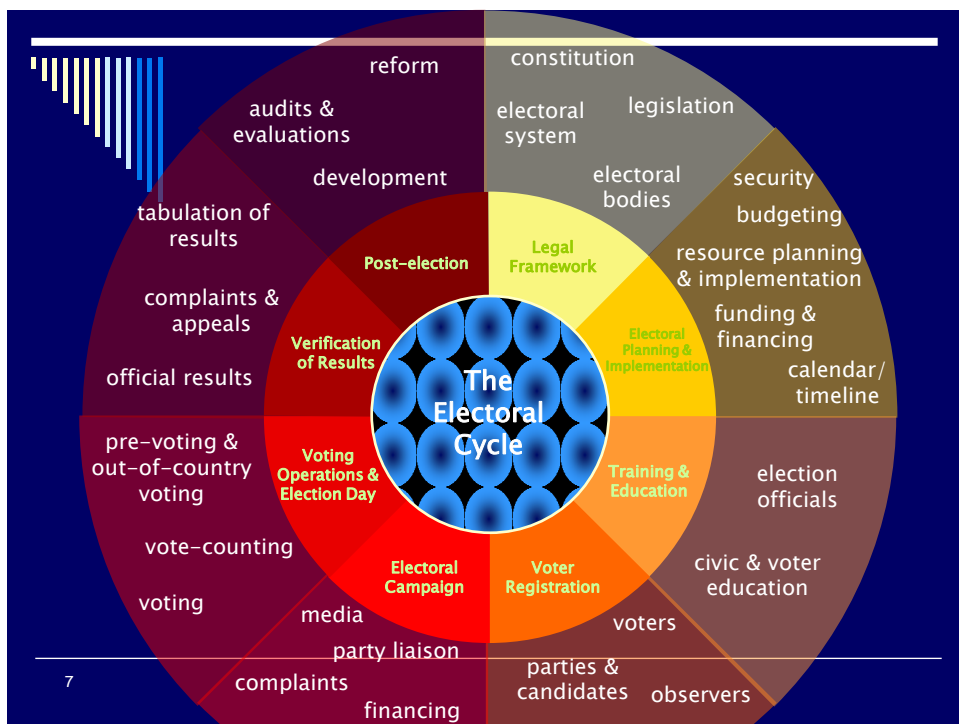 The
Electoral
Cycle
Legal
Framework
constitution
legislation
electoral
system
electoral
bodies
Electoral
Planning &
Implementation
security
budgeting
resource planning
& implementation
funding &
financing
calendar/
timeline
Training &
Education
election
officials
civic & voter
education
Voter
Registration
voters
parties &
candidates
observers
Electoral
Campaign
media
party liaison
complaints
financing
Voting
Operations &
Election Day
pre-voting &
out-of-country
voting
vote-counting
voting
Verification
of Results
tabulation of
results
complaints &
appeals
official results
Post-election
reform
audits &
evaluations
development
7